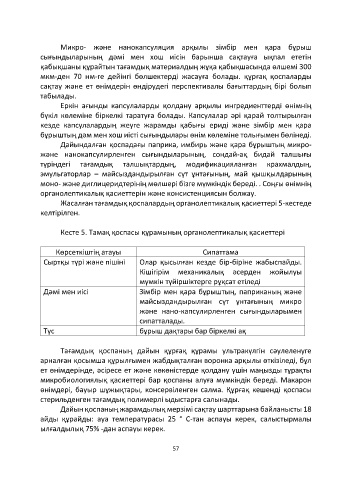 Микро- және нанокапсуляция арқылы зімбір мен қара бұрыш
сығындыларының дәмі мен хош иісін барынша сақтауға ықпал ететін
қабықшаны құрайтын тағамдық материалдың жұқа қабықшасында өлшемі 300
мкм-ден 70 нм-ге дейінгі бөлшектерді жасауға болады. құрғақ қоспаларды
сақтау және ет өнімдерін өндірудегі перспективалы бағыттардың бірі болып
табылады.
Еркін ағынды капсулаларды қолдану арқылы ингредиенттерді өнімнің
бүкіл көлеміне біркелкі таратуға болады. Капсулалар әрі қарай толтырылған
кезде капсулалардың жеуге жарамды қабығы ериді және зімбір мен қара
бұрыштың дәм мен хош иісті сығындылары өнім көлеміне толығымен бөлінеді.
Дайындалған қоспадағы паприка, имбирь және қара бұрыштың микро-
және нанокапсулирленген сығындыларының, сондай-ақ бидай талшығы
түріндегі тағамдық талшықтардың, модификацияланған крахмалдың,
эмульгаторлар – майсыздандырылған сүт ұнтағының, май қышқылдарының
моно- және диглицеридтерінің мөлшері бізге мүмкіндік береді. . Соңғы өнімнің
органолептикалық қасиеттерін және консистенциясын болжау.
Жасалған тағамдық қоспалардың органолептикалық қасиеттері 5-кестеде
келтірілген.
Кесте 5. Тамақ қоспасы құрамының органолептикалық қасиеттері
Көрсеткіштің атауы Сипаттама
Сыртқы түрі және пішіні Олар қысылған кезде бір-біріне жабыспайды.
Кішігірім механикалық әсерден жойылуы
мүмкін түйіршіктерге рұқсат етіледі
Дәмі мен иісі Зімбір мен қара бұрыштың, паприканың және
майсыздандырылған сүт ұнтағының микро
және нано-капсулирленген сығындыларымен
сипатталады.
Түс бұрыш дақтары бар біркелкі ақ
Тағамдық қоспаның дайын құрғақ құрамы ультракүлгін сәулеленуге
арналған қосымша құрылғымен жабдықталған воронка арқылы өткізіледі, бұл
ет өнімдерінде, әсіресе ет және көкөністерде қолдану үшін маңызды тұрақты
микробиологиялық қасиеттері бар қоспаны алуға мүмкіндік береді. Макарон
өнімдері, бауыр шұжықтары, консервіленген салма. Құрғақ кешенді қоспасы
стерильденген тағамдық полимерлі ыдыстарға салынады.
Дайын қоспаның жарамдылық мерзімі сақтау шарттарына байланысты 18
айды құрайды: ауа температурасы 25 ° С-тан аспауы керек, салыстырмалы
ылғалдылық 75% -дан аспауы керек.
57